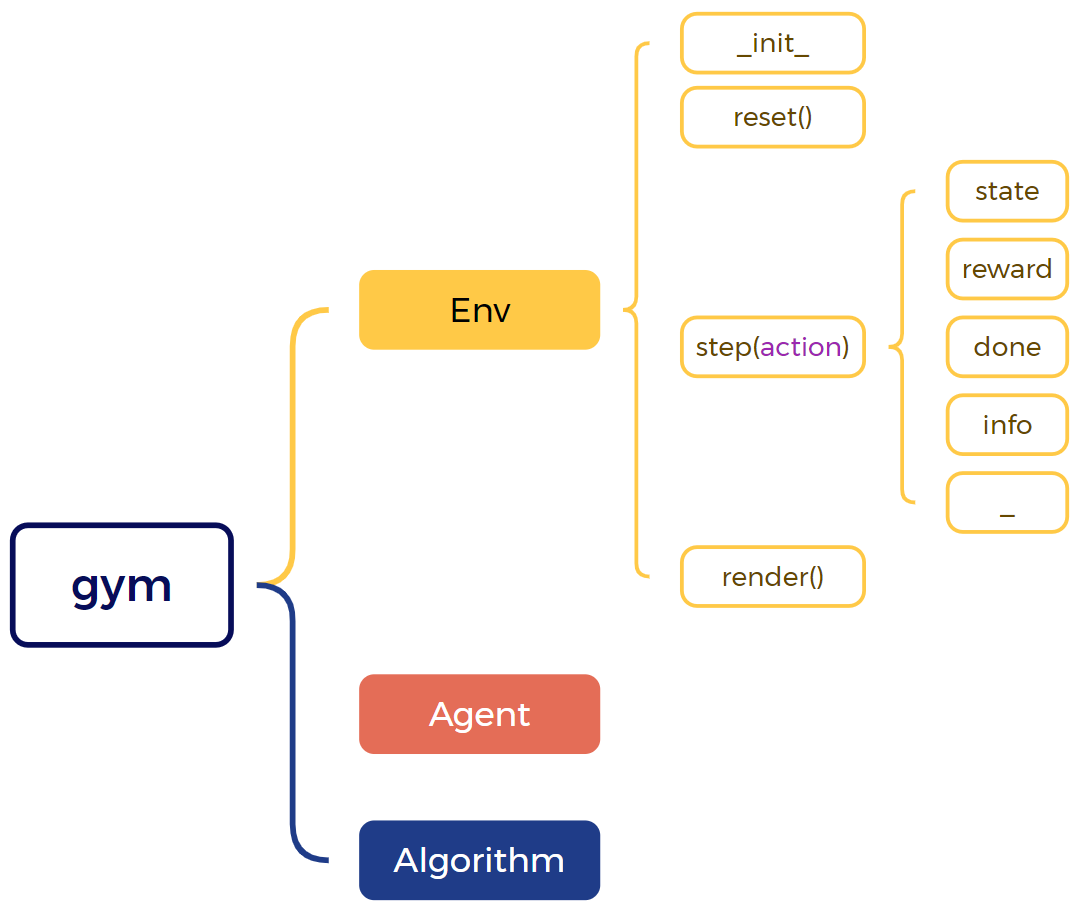 gym
Env
_init_
reset()
step(action)
state
reward
done
info
_
render()
Agent
Algorithm